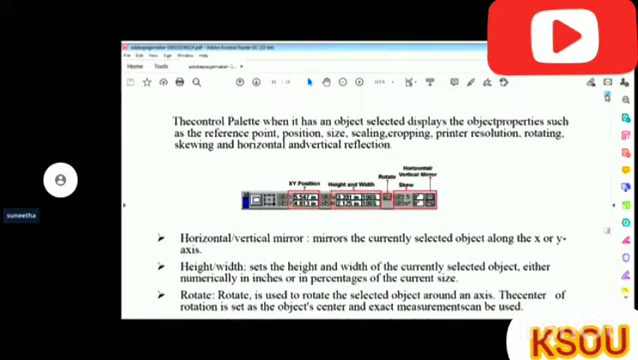 Home Tools
Thecontrol Palette when it has an object selected displays the objectproperties such
as the reference point, position, size, scaling,cropping, printer resolution, rotating,
skewing and horizontal andvertical reflection.
Horizontal/
Vertical Mirror
Rotate
XY Position Height and Width Skew
suneetha
➤ Horizontal/vertical mirror : mirrors the currently selected object along the x or y-
axis.
➤ Height/width: sets the height and width of the currently selected object, either
numerically in inches or in percentages of the current size.
➤ Rotate: Rotate, is used to rotate the selected object around an axis. Thecenter of
rotation is set as the object's center and exact measurementscan be used.
KSOU